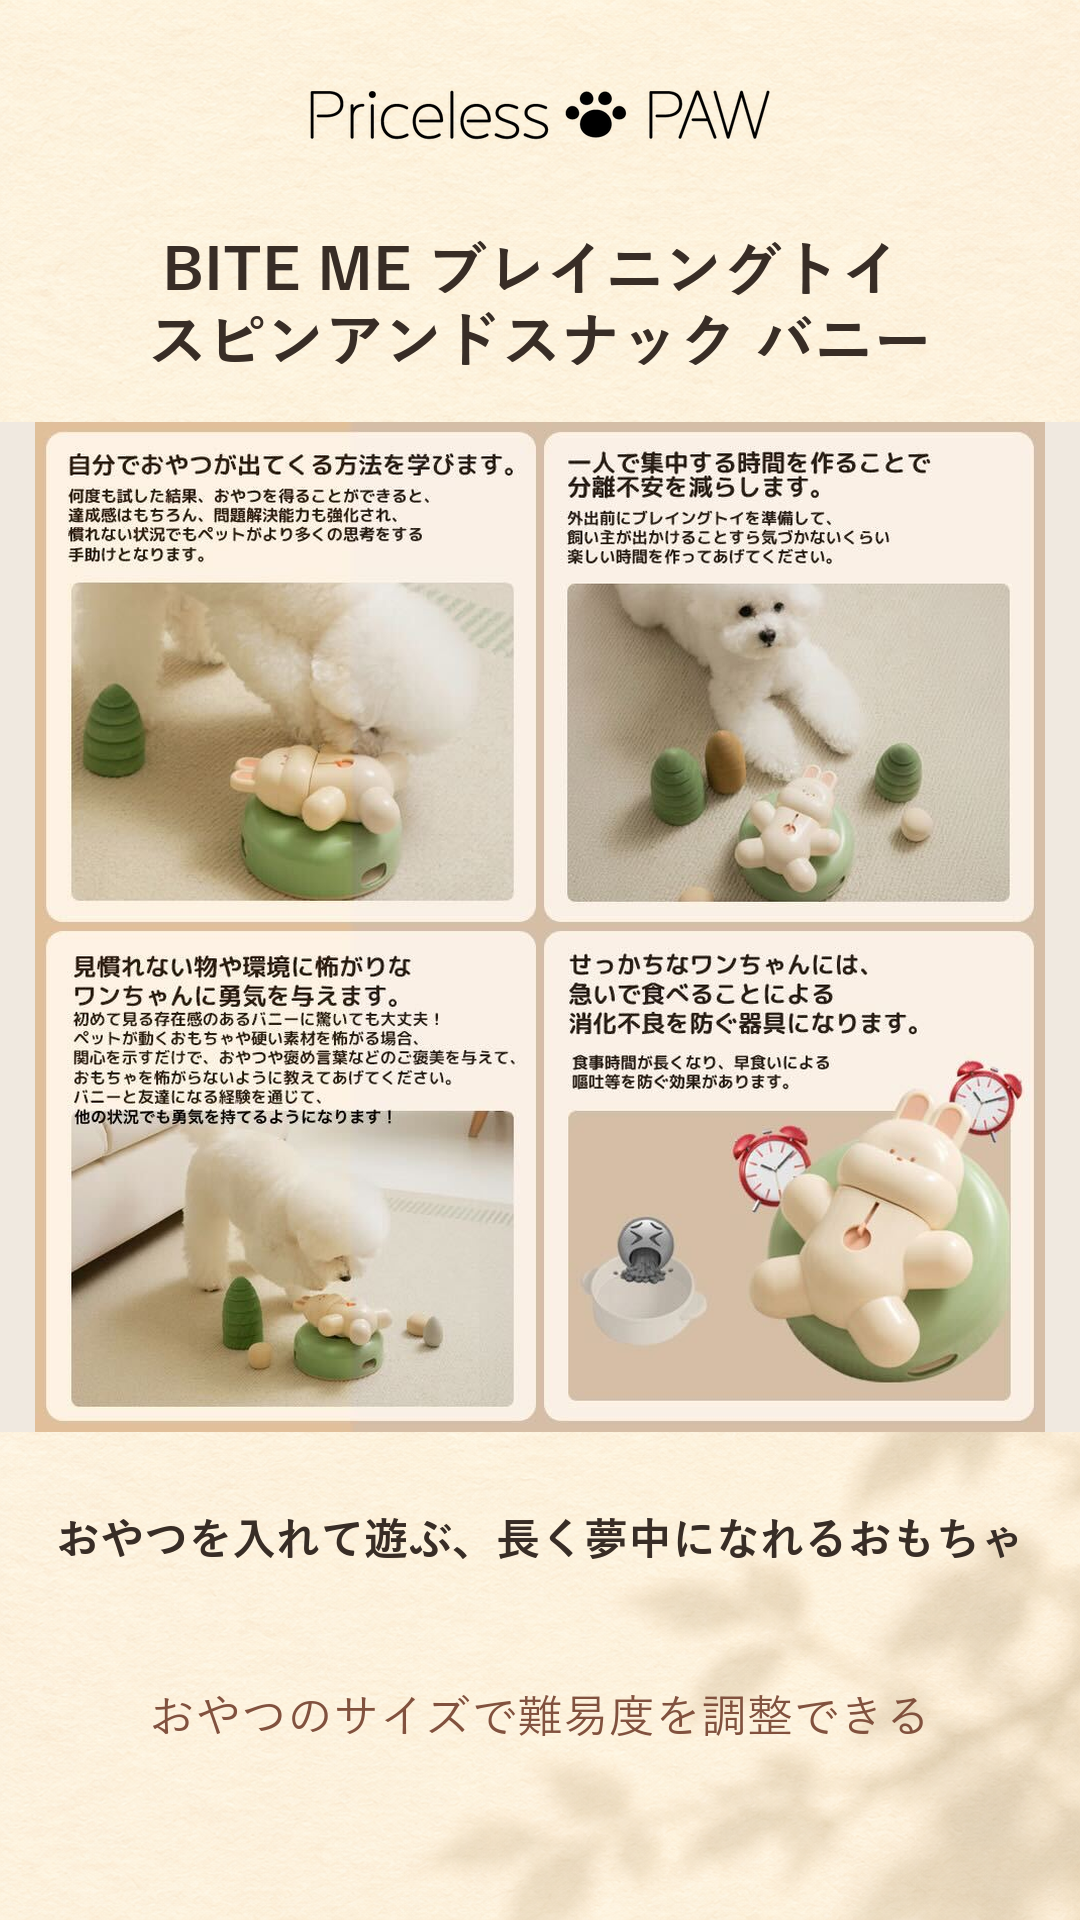 Priceless PAW
BITE ME ブレイニングトイ
スピンアンドスナック バニー
自分でおやつが出てくる方法を学びます。
何度も試した結果、おやつを得ることができると、
達成感はもちろん、問題解決能力も強化され、
慣れない状況でもペットがより多くの思考をする
手助けとなります。
一人で集中する時間を作ることで
分離不安を減らします。
外出前にブレイングトイを準備して、
飼い主が出かけることすら気づかないくらい
楽しい時間を作ってあげてください。
見慣れない物や環境に怖がりな
ワンちゃんに勇気を与えます。
初めて見る存在感のあるバニーに驚いても大丈夫！
ペットが動くおもちゃや硬い素材を怖がる場合、
関心を示すだけで、おやつや褒め言葉などのご褒美を与えて、
おもちゃを怖がらないように教えてあげてください。
バニーと友達になる経験を通じて、
他の状況でも勇気を持てるようになります！
せっかちなワンちゃんには、
急いで食べることによる
消化不良を防ぐ器具になります。
食事時間が長くなり、早食いによる
嘔吐等を防ぐ効果があります。
おやつを入れて遊ぶ、長く夢中になれるおもちゃ
おやつのサイズで難易度を調整できる